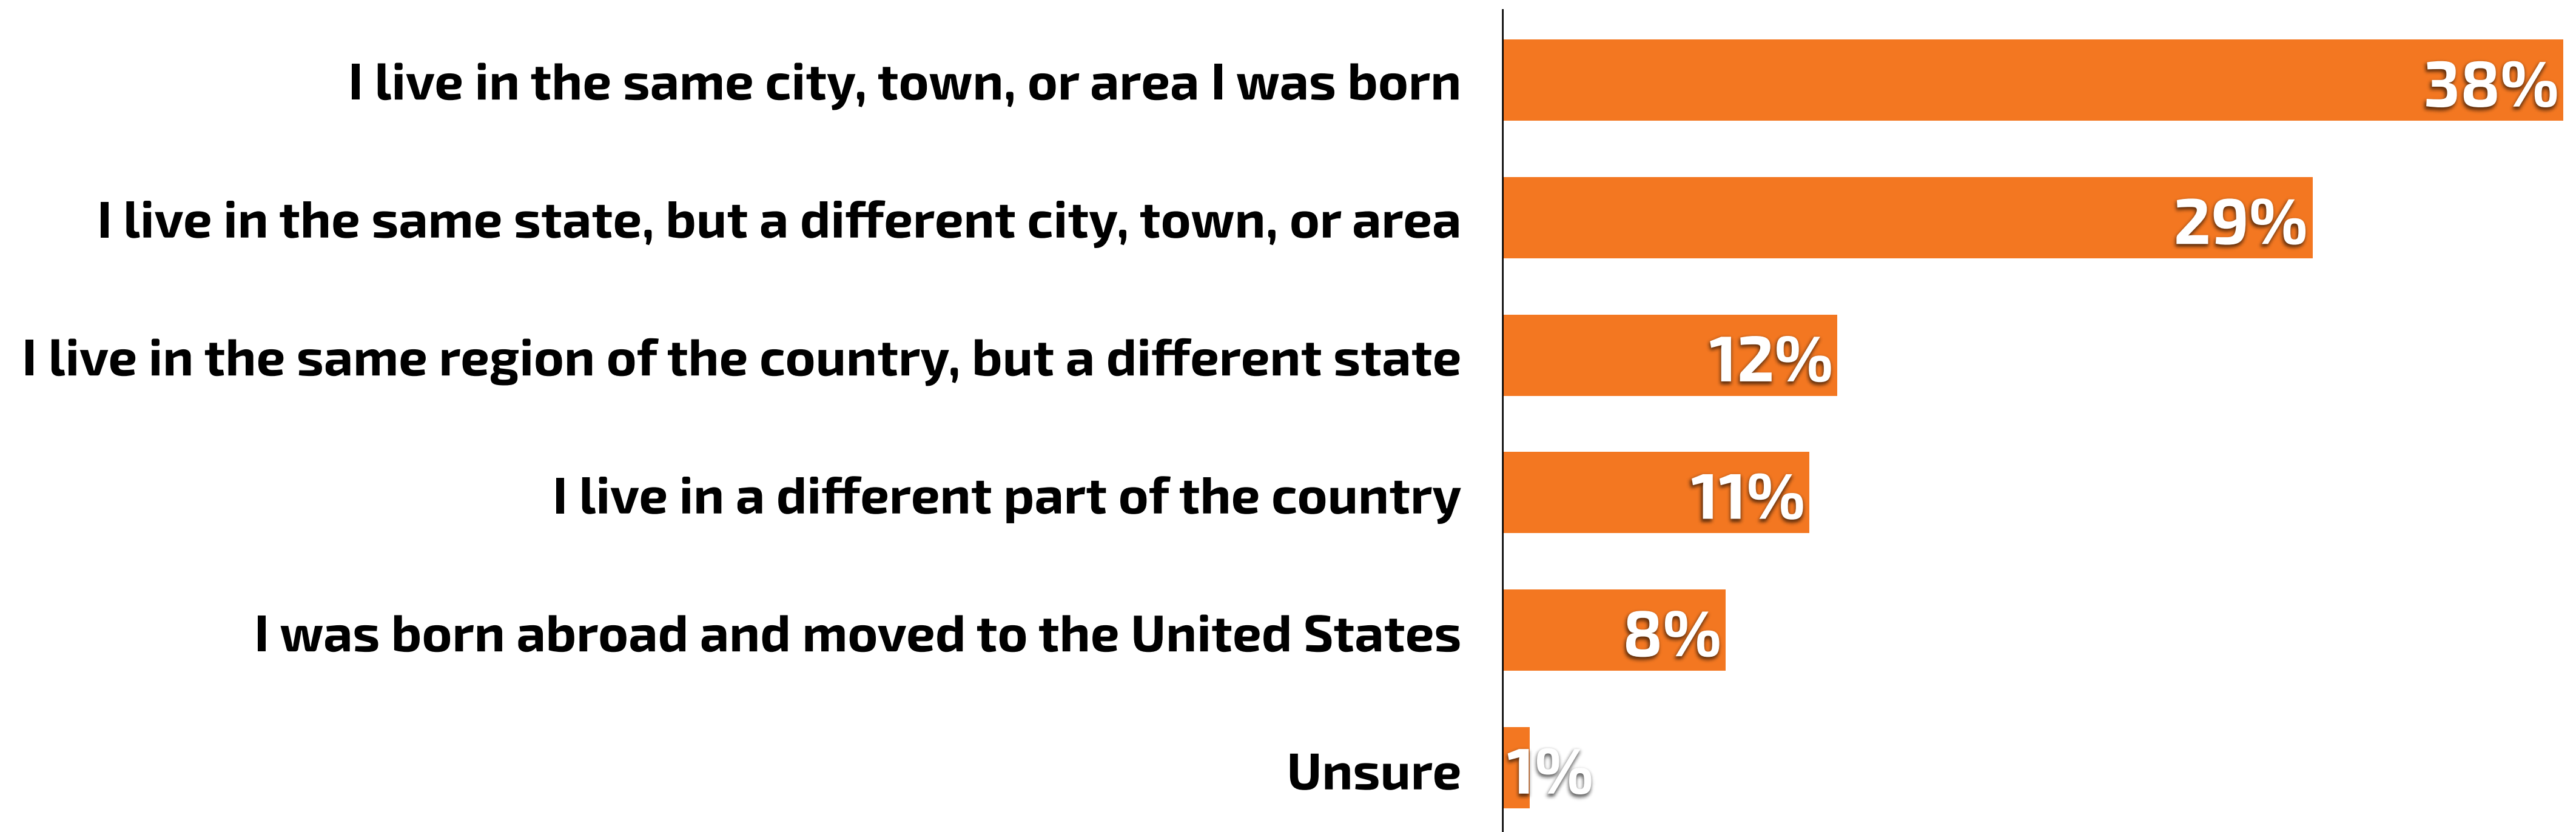 I live in the same city, town, or area I was born 38%
I live in the same state, but a different city, town, or area 29%
I live in the same region of the country, but a different state 12%
I live in a different part of the country 11%
I was born abroad and moved to the United States 8%
Unsure 1%